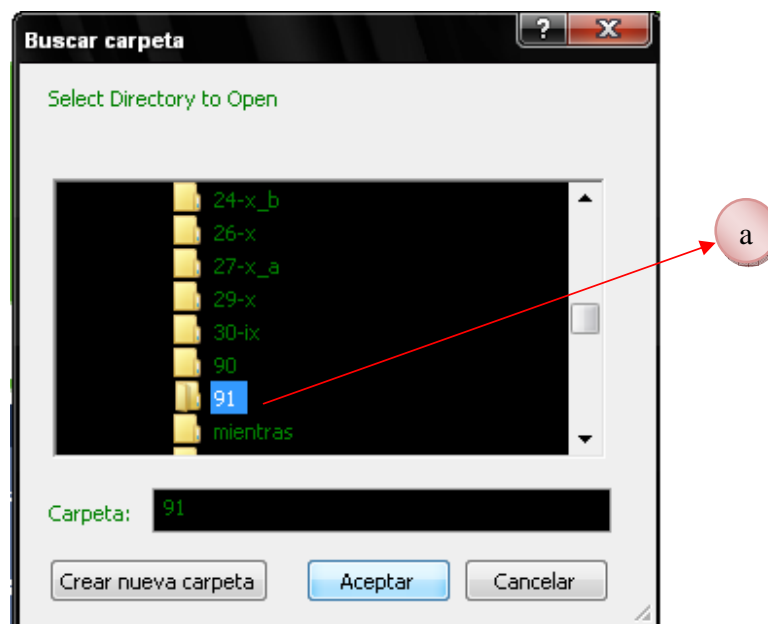 Buscar carpeta
?
X
Select Directory to Open
24-x_b
26-x
27-x_a
29-x
30-ix
90
91
mientras
a
Carpeta: 91
Crear nueva carpeta Aceptar Cancelar